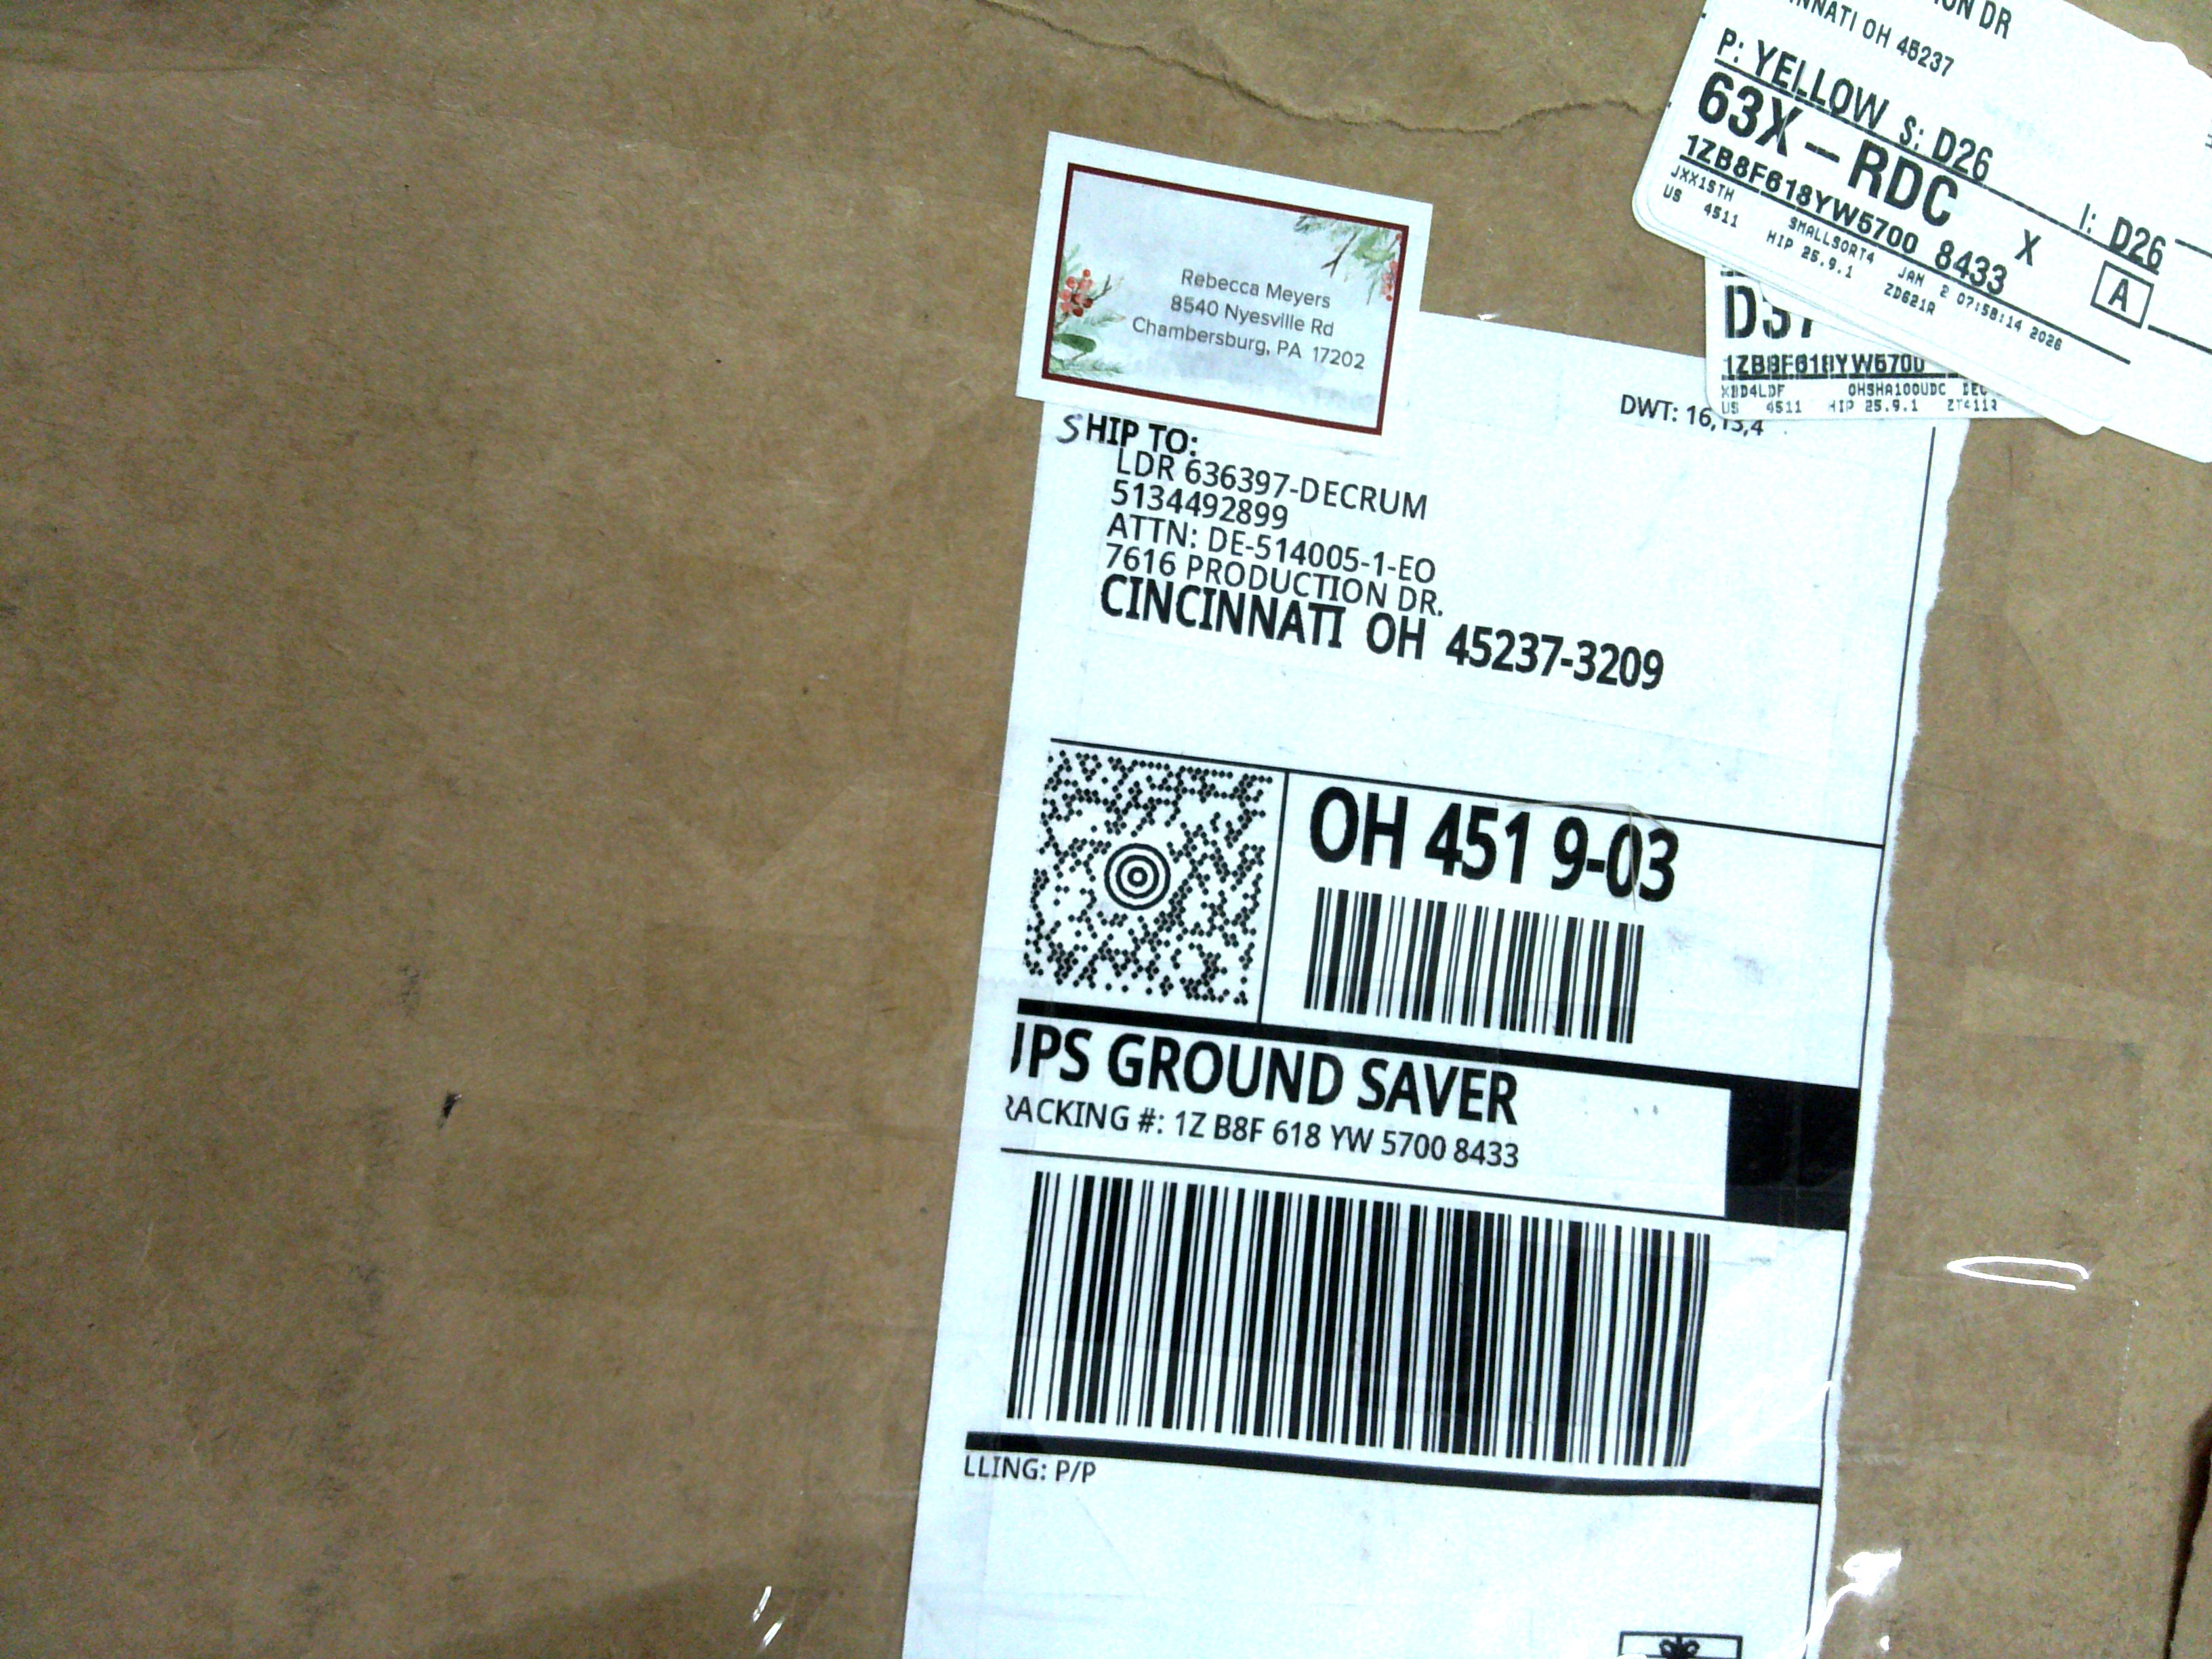 Rebecca Meyers
8540 Nyesville Rd
Chambersburg, PA 17202
DR
OH 45237
P: YELLOW S: D26 I: D26
63X-RDC X A
1ZB8F618YW5700 8433
JXX15TH SMALLSORT4 JAN 2 07:58:14 2026
US 4511 HIP 25.9.1 ZD621R
1ZB8F618YW5700
XBD4LDF OHSHA100UDC DEC
US 4511 HIP 25.9.1
DWT: 16,13,4
SHIP TO:
LDR 636397-DECRUM
5134492899
ATTN: DE-514005-1-EO
7616 PRODUCTION DR.
CINCINNATI OH 45237-3209
OH 451 9-03
UPS GROUND SAVER
RACKING #: 1Z B8F 618 YW 5700 8433
LLING: P/P